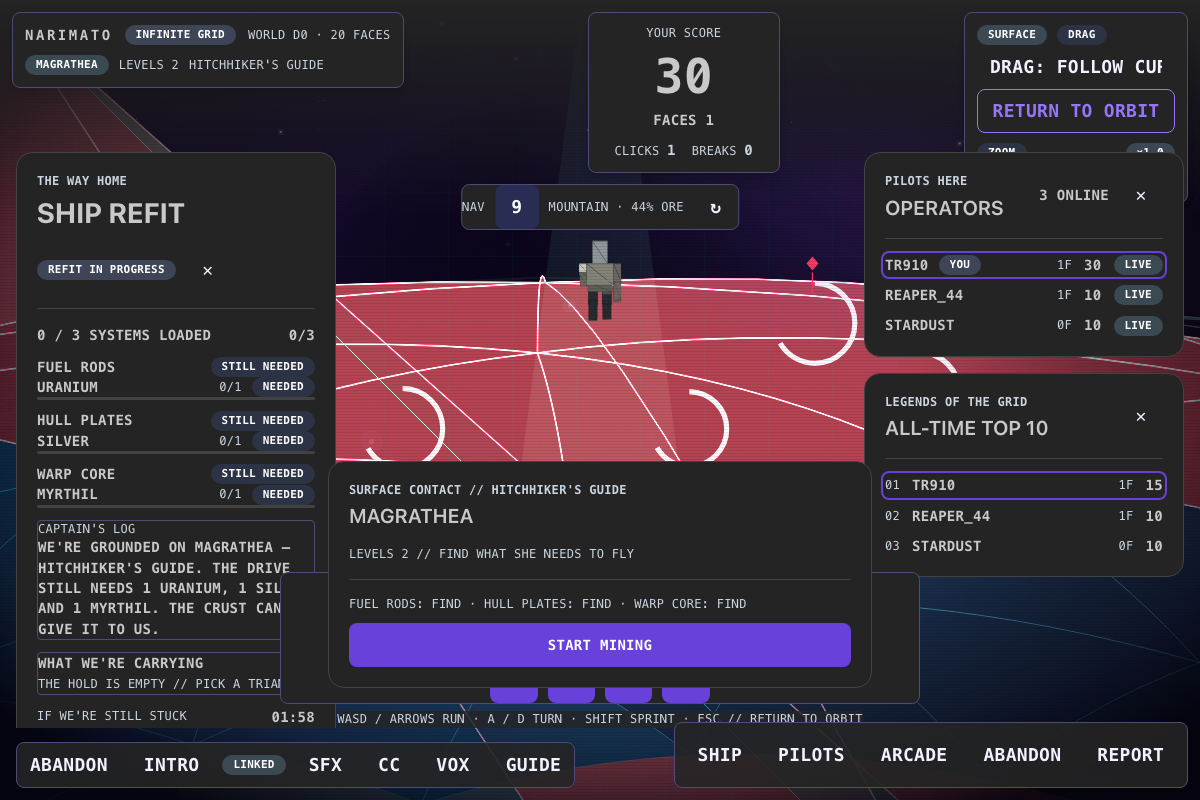 NARIMATO INFINITE GRID WORLD D0 · 20 FACES
MAGRATHEA LEVELS 2 HITCHHIKER'S GUIDE
YOUR SCORE
30
FACES 1
CLICKS 1 BREAKS 0
SURFACE DRAG
DRAG: FOLLOW
RETURN TO ORBIT
ZOOM ×1.0
NAV 9 MOUNTAIN · 44% ORE ↻
THE WAY HOME
SHIP REFIT
REFIT IN PROGRESS ×
0 / 3 SYSTEMS LOADED 0/3
FUEL RODS STILL NEEDED
URANIUM 0/1 NEEDED
HULL PLATES STILL NEEDED
SILVER 0/1 NEEDED
WARP CORE STILL NEEDED
MYRTHIL 0/1 NEEDED
CAPTAIN'S LOG
WE'RE GROUNDED ON MAGRATHEA —
HITCHHIKER'S GUIDE. THE DRIVE
STILL NEEDS 1 URANIUM, 1 SIL
AND 1 MYRTHIL. THE CRUST CAN
GIVE IT TO US.
WHAT WE'RE CARRYING
THE HOLD IS EMPTY // PICK A TRIAN
IF WE'RE STILL STUCK 01:58
PILOTS HERE
OPERATORS 3 ONLINE ×
TR910 YOU 1F 30 LIVE
REAPER_44 1F 10 LIVE
STARDUST 0F 10 LIVE
LEGENDS OF THE GRID
ALL-TIME TOP 10 ×
01 TR910 1F 15
02 REAPER_44 1F 10
03 STARDUST 0F 10
SURFACE CONTACT // HITCHHIKER'S GUIDE
MAGRATHEA
LEVELS 2 // FIND WHAT SHE NEEDS TO FLY
FUEL RODS: FIND · HULL PLATES: FIND · WARP CORE: FIND
START MINING
WASD / ARROWS RUN · A / D TURN · SHIFT SPRINT · ESC // RETURN TO ORBIT
ABANDON INTRO LINKED SFX CC VOX GUIDE
SHIP PILOTS ARCADE ABANDON REPORT